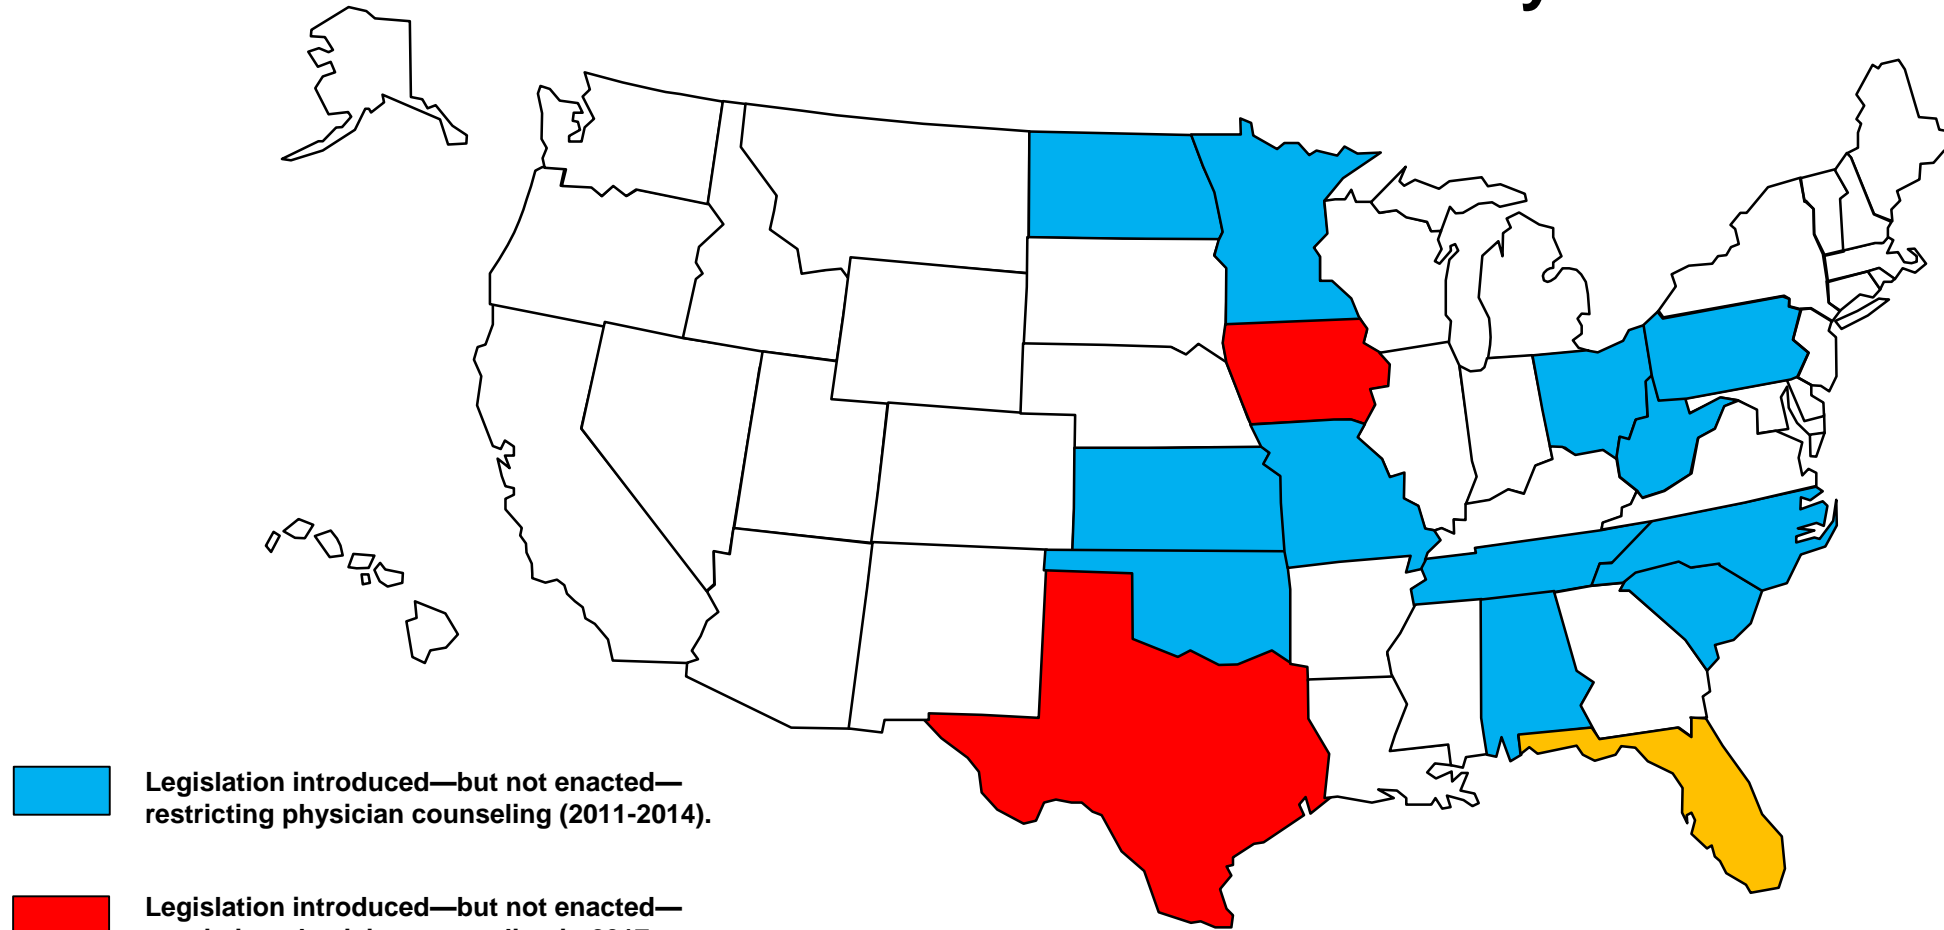 y
Legislation introduced—but not enacted—
restricting physician counseling (2011-2014).
Legislation introduced—but not enacted—